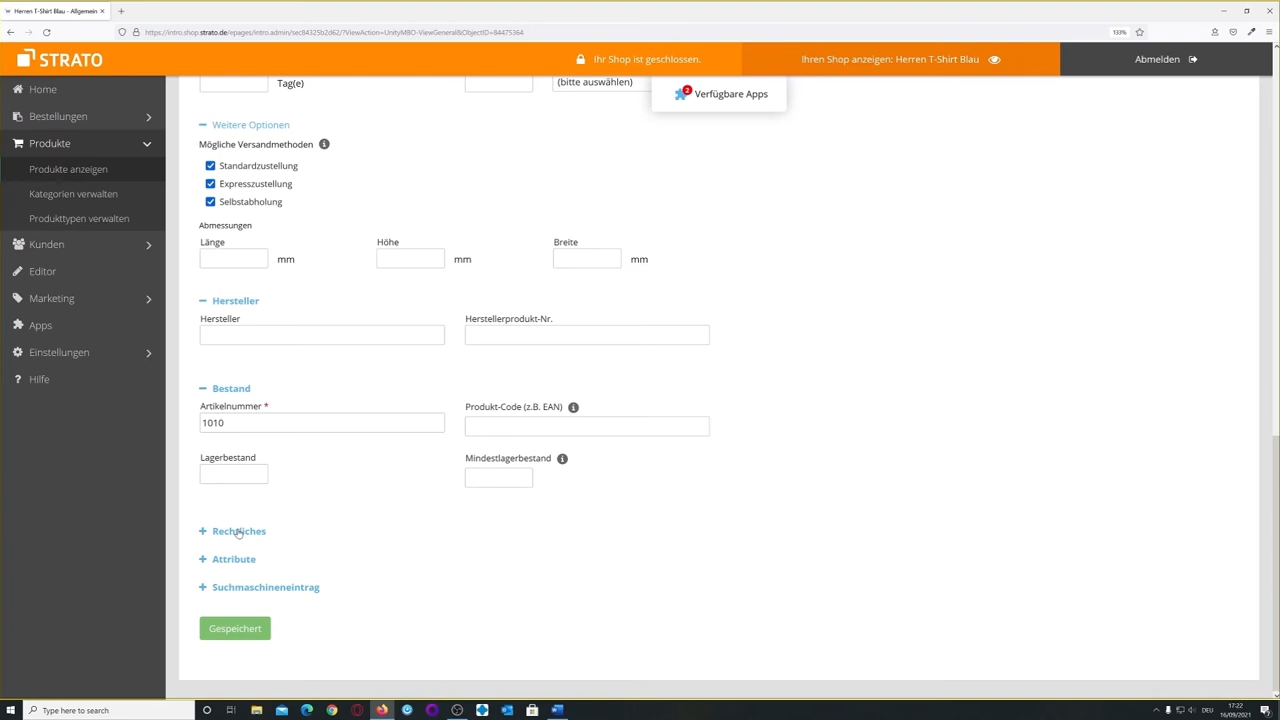 Herren T-Shirt Blau - Allgemein
https://intro.shop.strato.de/epages/intro.admin/sec84325b2d62/?ViewAction=UnityMBO-ViewGeneral&ObjectID=84475364
133%
STRATO
Ihr Shop ist geschlossen.
Ihren Shop anzeigen: Herren T-Shirt Blau
Abmelden
Home
Bestellungen
Produkte
Produkte anzeigen
Kategorien verwalten
Produkttypen verwalten
Kunden
Editor
Marketing
Apps
Einstellungen
Hilfe
Tag(e)
(bitte auswählen)
2
Verfügbare Apps
Weitere Optionen
Mögliche Versandmethoden
Standardzustellung
Expresszustellung
Selbstabholung
Abmessungen
Länge Höhe Breite
mm mm mm
Hersteller
Hersteller Herstellerprodukt-Nr.
Bestand
Artikelnummer * Produkt-Code (z.B. EAN)
1010
Lagerbestand Mindestlagerbestand
Rechtliches
Attribute
Suchmaschineneintrag
Gespeichert
Type here to search
DEU
17:22
16/09/2021